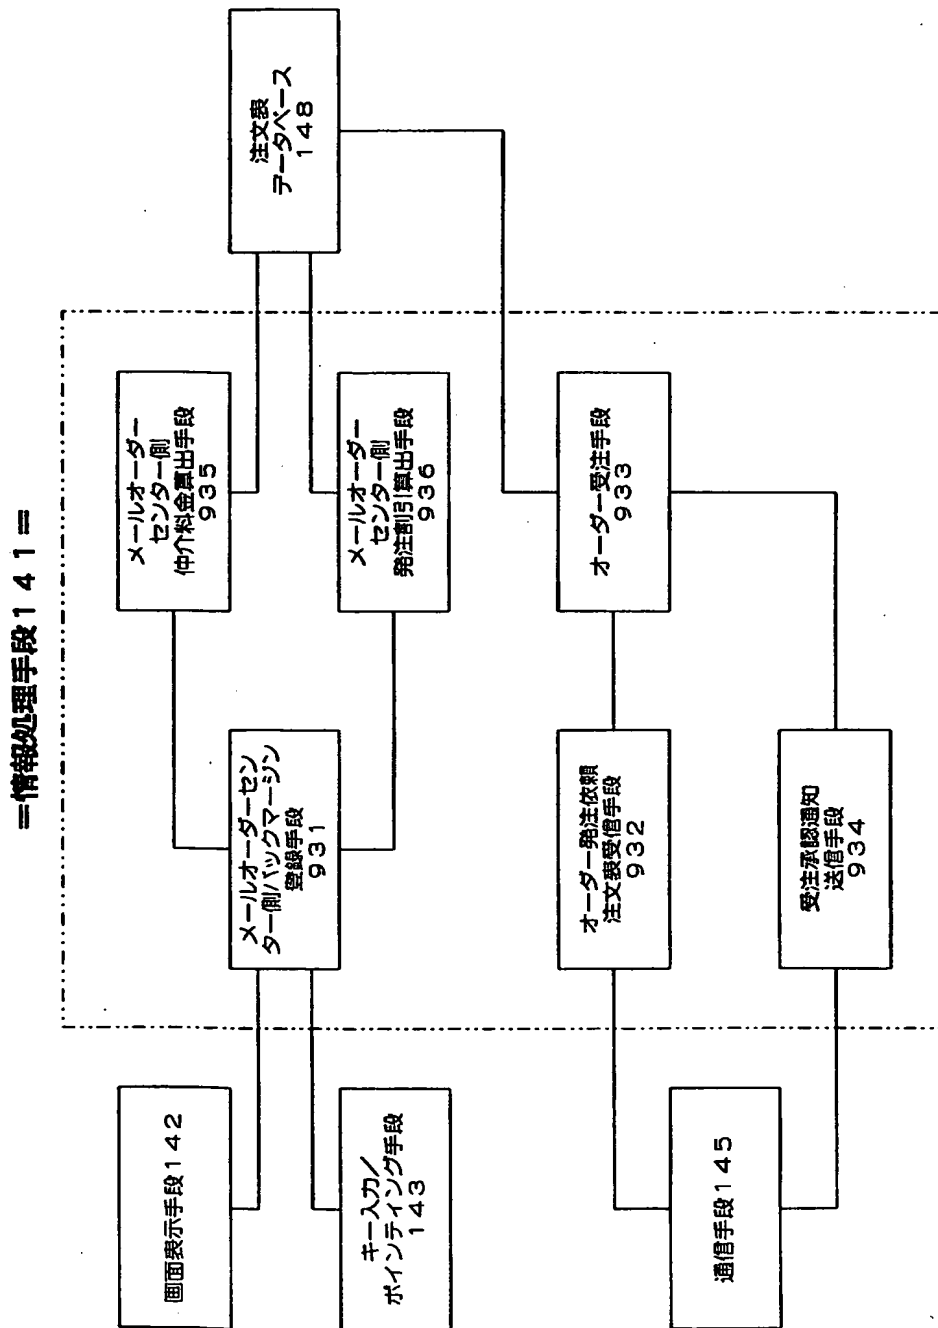 =情報処理手段141=
画面表示手段142
キー入力/
ポインティング手段
143
通信手段145
メールオーダーセン
ター側バックマージン
登録手段
931
オーダー発注依頼
注文表受信手段
932
受注承認通知
送信手段
934
メールオーダー
センター側
仲介料金算出手段
935
メールオーダー
センター側
発注割引算出手段
936
オーダー受注手段
933
注文表
データベース
148